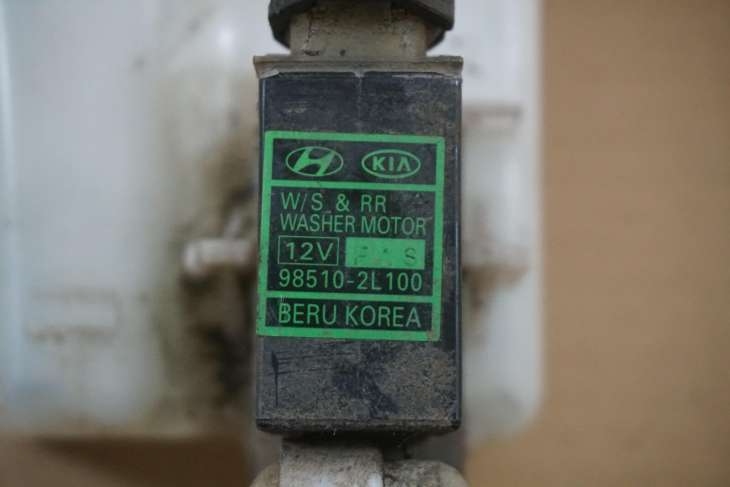 KIA
W/S & RR
WASHER MOTOR
12V
98510-2L100
BERU KOREA